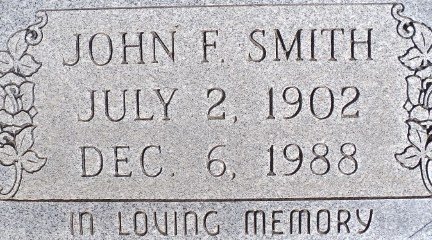 JOHN F. SMITH
JULY 2, 1902
DEC. 6, 1988
IN LOVING MEMORY